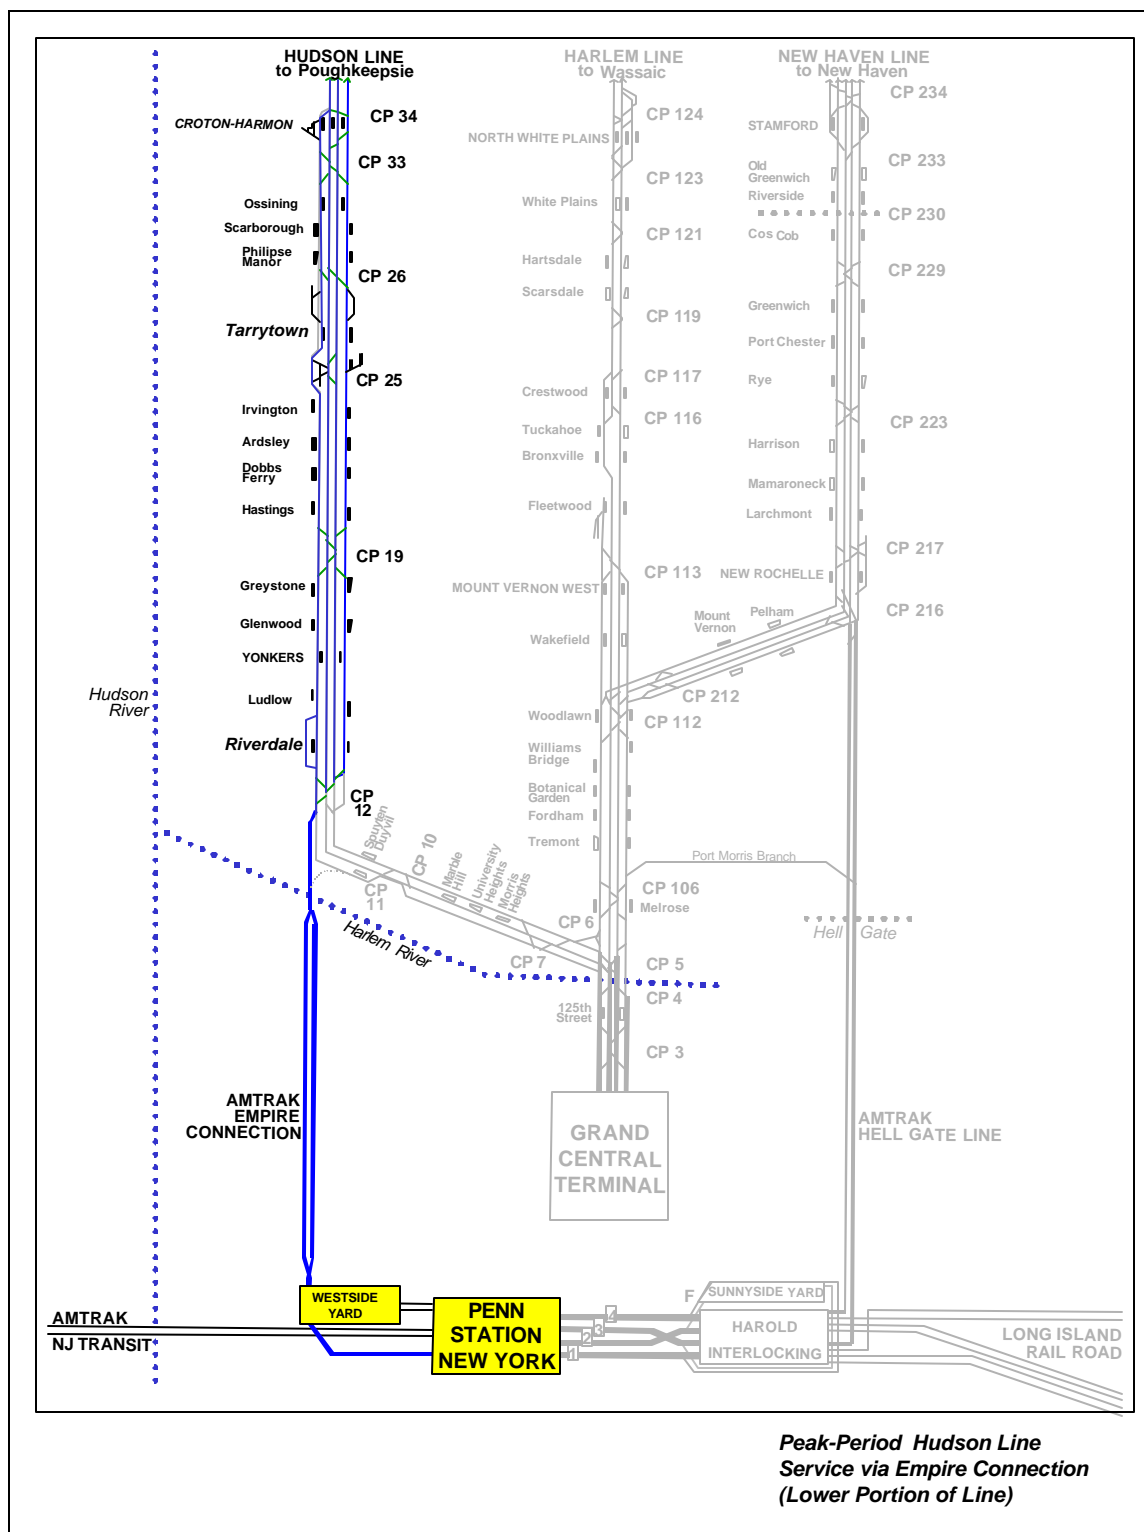 HUDSON LINE
to Poughkeepsie
HARLEM LINE
to Wassaic
NEW HAVEN LINE
to New Haven
CROTON-HARMON
CP 34
CP 33
Ossining
Scarborough
Philipse
Manor
CP 26
Tarrytown
CP 25
Irvington
Ardsley
Dobbs
Ferry
Hastings
CP 19
Greystone
Glenwood
YONKERS
Ludlow
Riverdale
CP
12
Hudson
River
Spuyten
Duyvil
CP 11
CP 10
Marble
Hill
University
Heights
Morris
Heights
CP 7
CP 6
Harlem River
CP 124
NORTH WHITE PLAINS
CP 123
White Plains
CP 121
Hartsdale
Scarsdale
CP 119
CP 117
Crestwood
CP 116
Tuckahoe
Bronxville
Fleetwood
CP 113
MOUNT VERNON WEST
Wakefield
CP 212
Woodlawn
CP 112
Williams
Bridge
Botanical
Garden
Fordham
Tremont
Port Morris Branch
CP 106
Melrose
CP 5
CP 4
125th
Street
CP 3
GRAND
CENTRAL
TERMINAL
CP 234
STAMFORD
CP 233
Old
Greenwich
Riverside
CP 230
Cos Cob
CP 229
Greenwich
Port Chester
Rye
CP 223
Harrison
Mamaroneck
Larchmont
CP 217
NEW ROCHELLE
CP 216
Pelham
Mount
Vernon
Hell Gate
AMTRAK
HELL GATE LINE
AMTRAK
EMPIRE
CONNECTION
WESTSIDE
YARD
AMTRAK
NJ TRANSIT
PENN
STATION
NEW YORK
4
3
2
1
F
SUNNYSIDE YARD
HAROLD
INTERLOCKING
LONG ISLAND
RAIL ROAD
Peak-Period Hudson Line
Service via Empire Connection
(Lower Portion of Line)